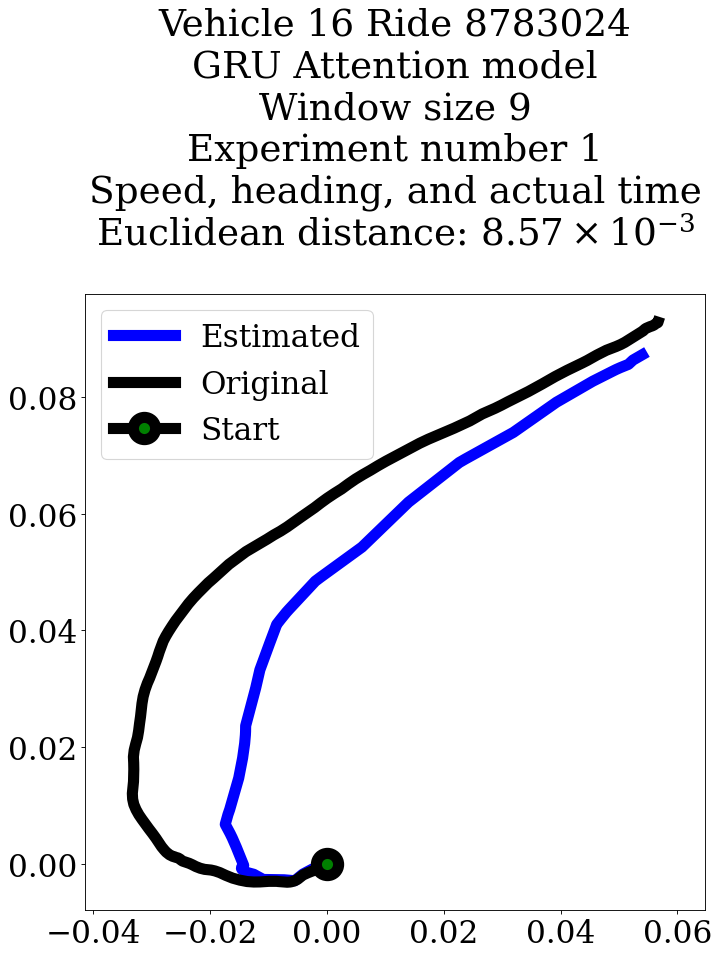 Vehicle 16 Ride 8783024
GRU Attention model
Window size 9
Experiment number 1
Speed, heading, and actual time
Euclidean distance: 8.57 × 10⁻³
Estimated
Original
Start
0.08
0.06
0.04
0.02
0.00
−0.04 −0.02 0.00 0.02 0.04 0.06